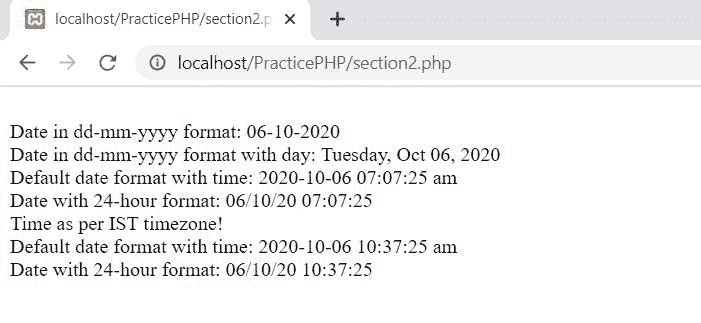 localhost/PracticePHP/section2.p
localhost/PracticePHP/section2.php
Date in dd-mm-yyyy format: 06-10-2020
Date in dd-mm-yyyy format with day: Tuesday, Oct 06, 2020
Default date format with time: 2020-10-06 07:07:25 am
Date with 24-hour format: 06/10/20 07:07:25
Time as per IST timezone!
Default date format with time: 2020-10-06 10:37:25 am
Date with 24-hour format: 06/10/20 10:37:25